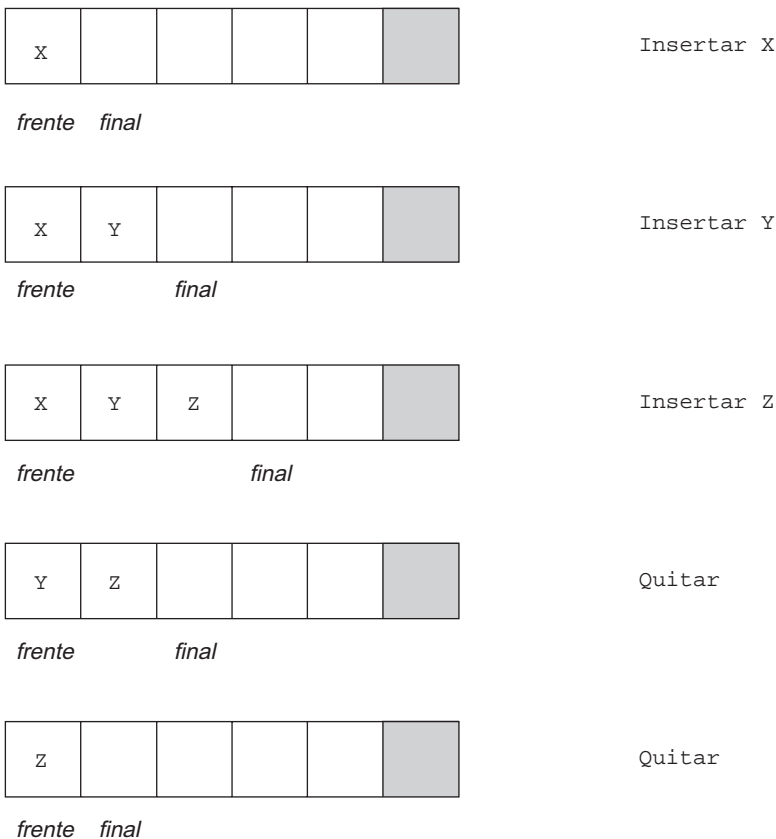 X
Insertar X
frente final
X Y
Insertar Y
frente final
X Y Z
Insertar Z
frente final
Y Z
Quitar
frente final
Z
Quitar
frente final